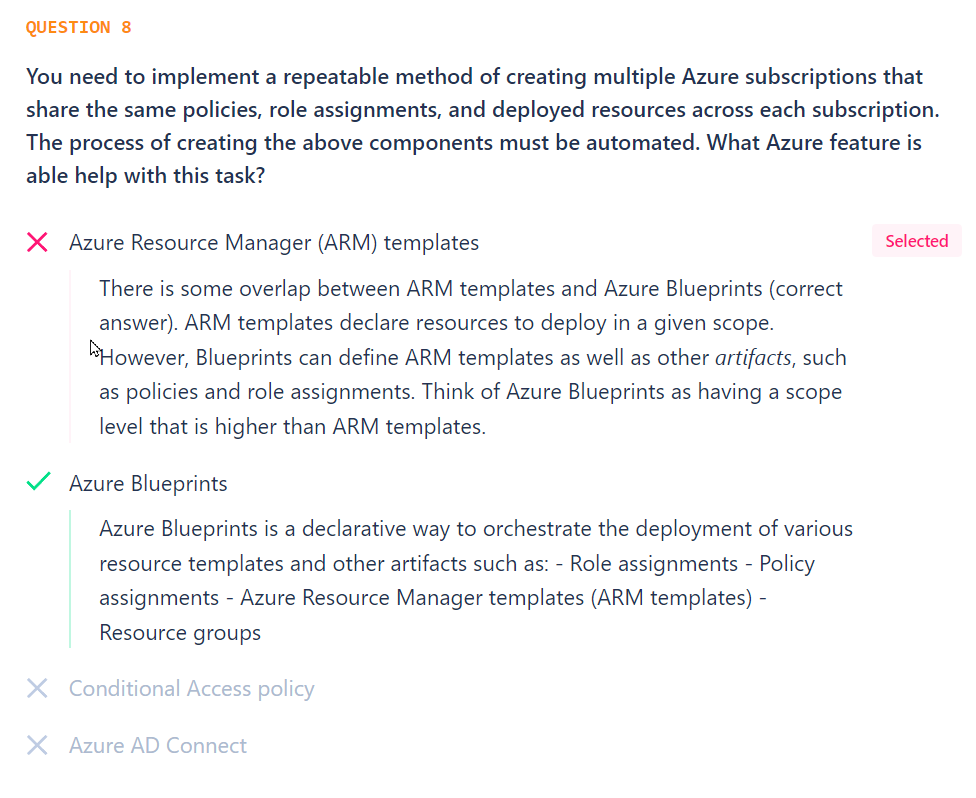 QUESTION 8
You need to implement a repeatable method of creating multiple Azure subscriptions that
share the same policies, role assignments, and deployed resources across each subscription.
The process of creating the above components must be automated. What Azure feature is
able help with this task?
Azure Resource Manager (ARM) templates
Selected
There is some overlap between ARM templates and Azure Blueprints (correct
answer). ARM templates declare resources to deploy in a given scope.
However, Blueprints can define ARM templates as well as other artifacts, such
as policies and role assignments. Think of Azure Blueprints as having a scope
level that is higher than ARM templates.
Azure Blueprints
Azure Blueprints is a declarative way to orchestrate the deployment of various
resource templates and other artifacts such as: - Role assignments - Policy
assignments - Azure Resource Manager templates (ARM templates) -
Resource groups
Conditional Access policy
Azure AD Connect